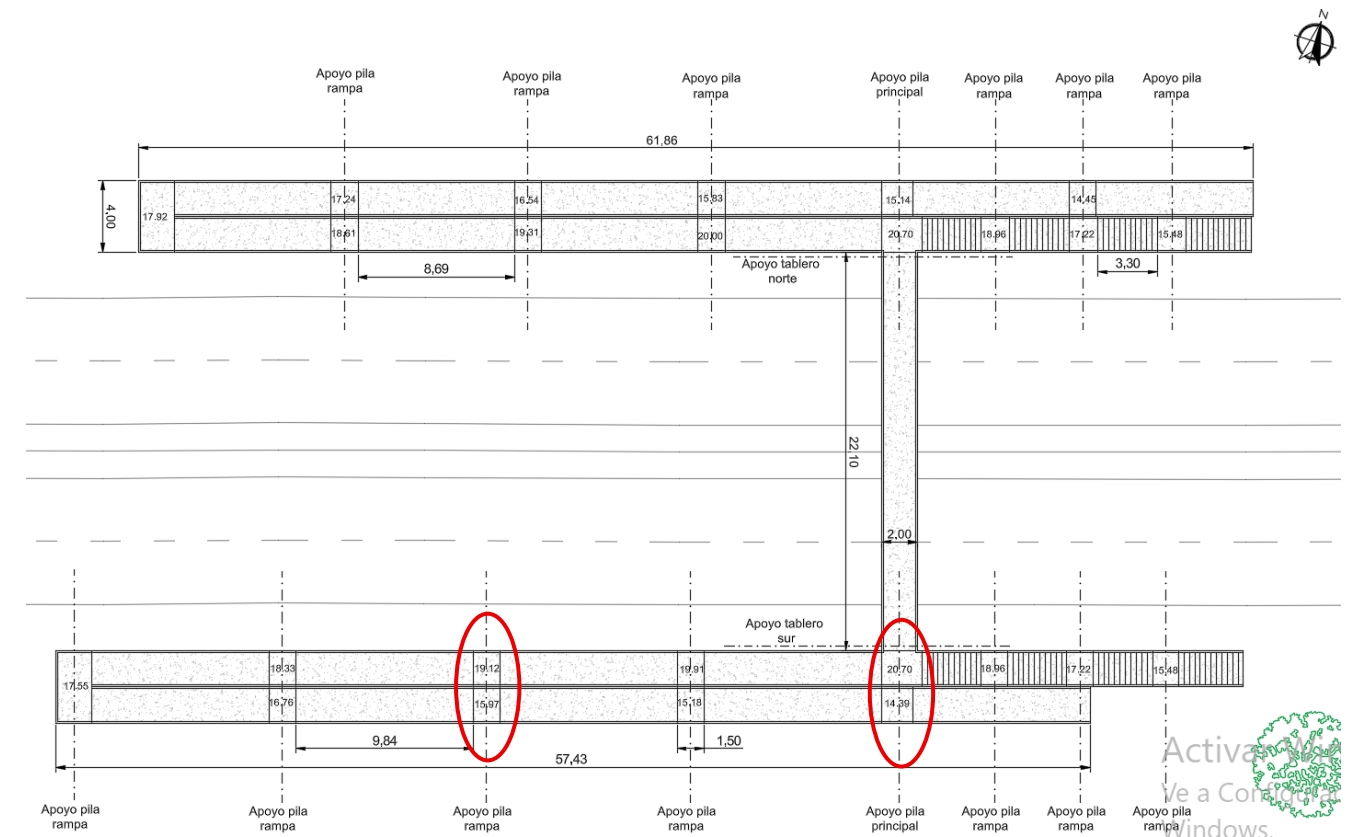 N
Apoyo pila
rampa
Apoyo pila
rampa
Apoyo pila
rampa
Apoyo pila
principal
Apoyo pila
rampa
Apoyo pila
rampa
Apoyo pila
rampa
61,86
4,00
17.92
17.24
16.54
15.83
15.14
14.45
18.61
19.31
20.00
20.70
18.96
17.22
15.48
8,69
Apoyo tablero
norte
3,30
22,10
2,00
Apoyo tablero
sur
17.55
18.33
19.12
19.91
20.70
18.96
17.22
15.48
16.76
15.97
15.18
14.39
9,84
1,50
57,43
Activar Win
Ve a Configura
Windows.
Apoyo pila
rampa
Apoyo pila
rampa
Apoyo pila
rampa
Apoyo pila
rampa
Apoyo pila
principal
Apoyo pila
rampa
Apoyo pila
rampa
Apoyo pila
rampa